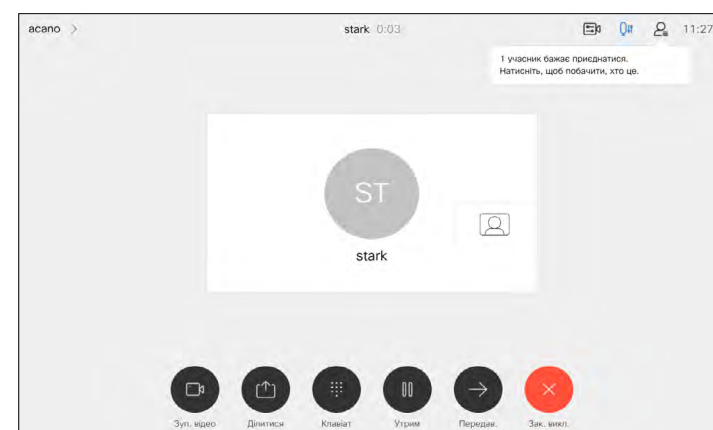 acano
stark 0:03
11:27
1 учасник бажає приєднатися.
Натисніть, щоб побачити, хто це.
ST
stark
Зуп. відео
Ділитися
Клавіат
Утрим
Передав.
Зак. викл.